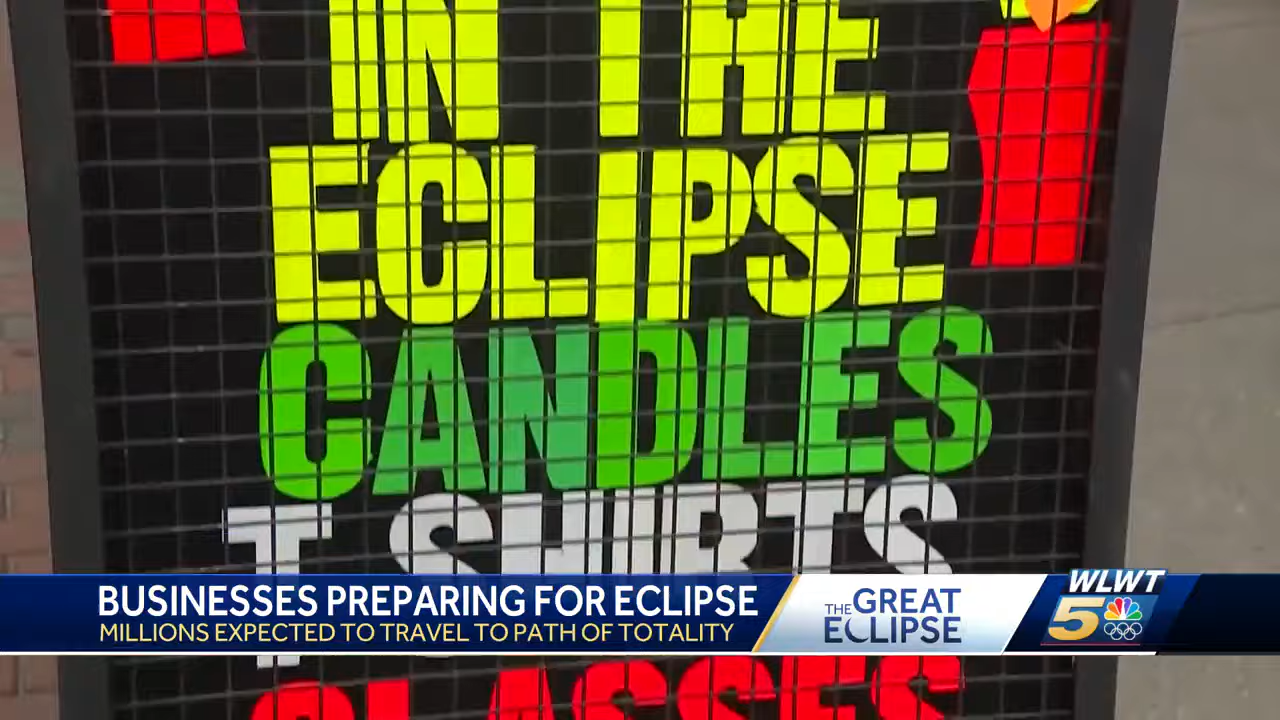 IN THE
ECLIPSE
CANDLES
T SHIRTS
BUSINESSES PREPARING FOR ECLIPSE
MILLIONS EXPECTED TO TRAVEL TO PATH OF TOTALITY
THE GREAT
ECLIPSE
WLWT
5
GLASSES